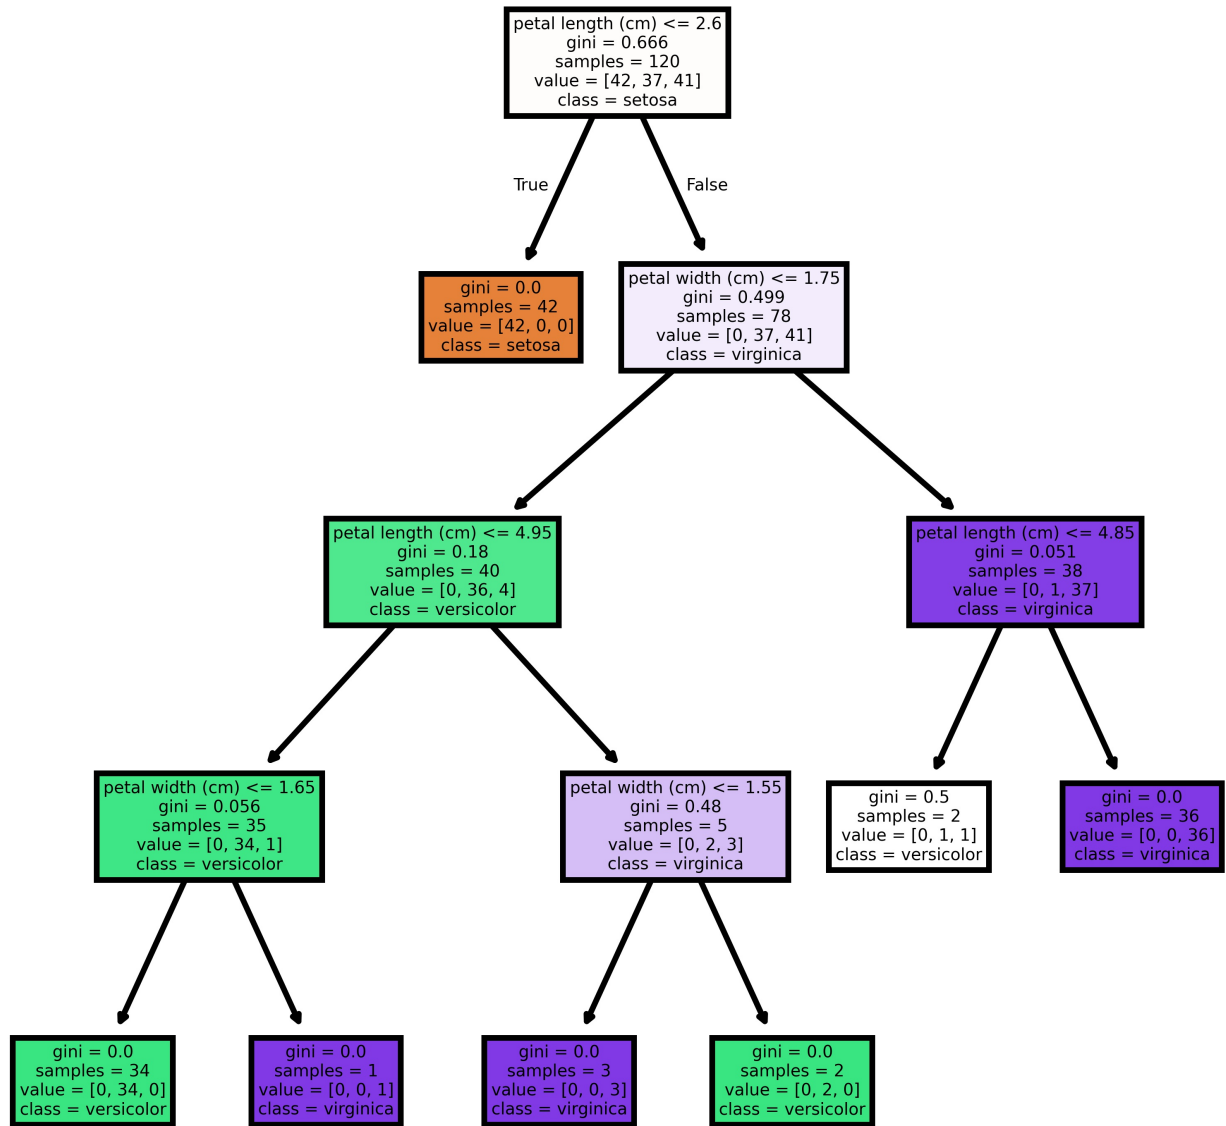 petal length (cm) <= 2.6
gini = 0.666
samples = 120
value = [42, 37, 41]
class = setosa
True
False
gini = 0.0
samples = 42
value = [42, 0, 0]
class = setosa
petal width (cm) <= 1.75
gini = 0.499
samples = 78
value = [0, 37, 41]
class = virginica
petal length (cm) <= 4.95
gini = 0.18
samples = 40
value = [0, 36, 4]
class = versicolor
petal length (cm) <= 4.85
gini = 0.051
samples = 38
value = [0, 1, 37]
class = virginica
petal width (cm) <= 1.65
gini = 0.056
samples = 35
value = [0, 34, 1]
class = versicolor
petal width (cm) <= 1.55
gini = 0.48
samples = 5
value = [0, 2, 3]
class = virginica
gini = 0.5
samples = 2
value = [0, 1, 1]
class = versicolor
gini = 0.0
samples = 36
value = [0, 0, 36]
class = virginica
gini = 0.0
samples = 34
value = [0, 34, 0]
class = versicolor
gini = 0.0
samples = 1
value = [0, 0, 1]
class = virginica
gini = 0.0
samples = 3
value = [0, 0, 3]
class = virginica
gini = 0.0
samples = 2
value = [0, 2, 0]
class = versicolor